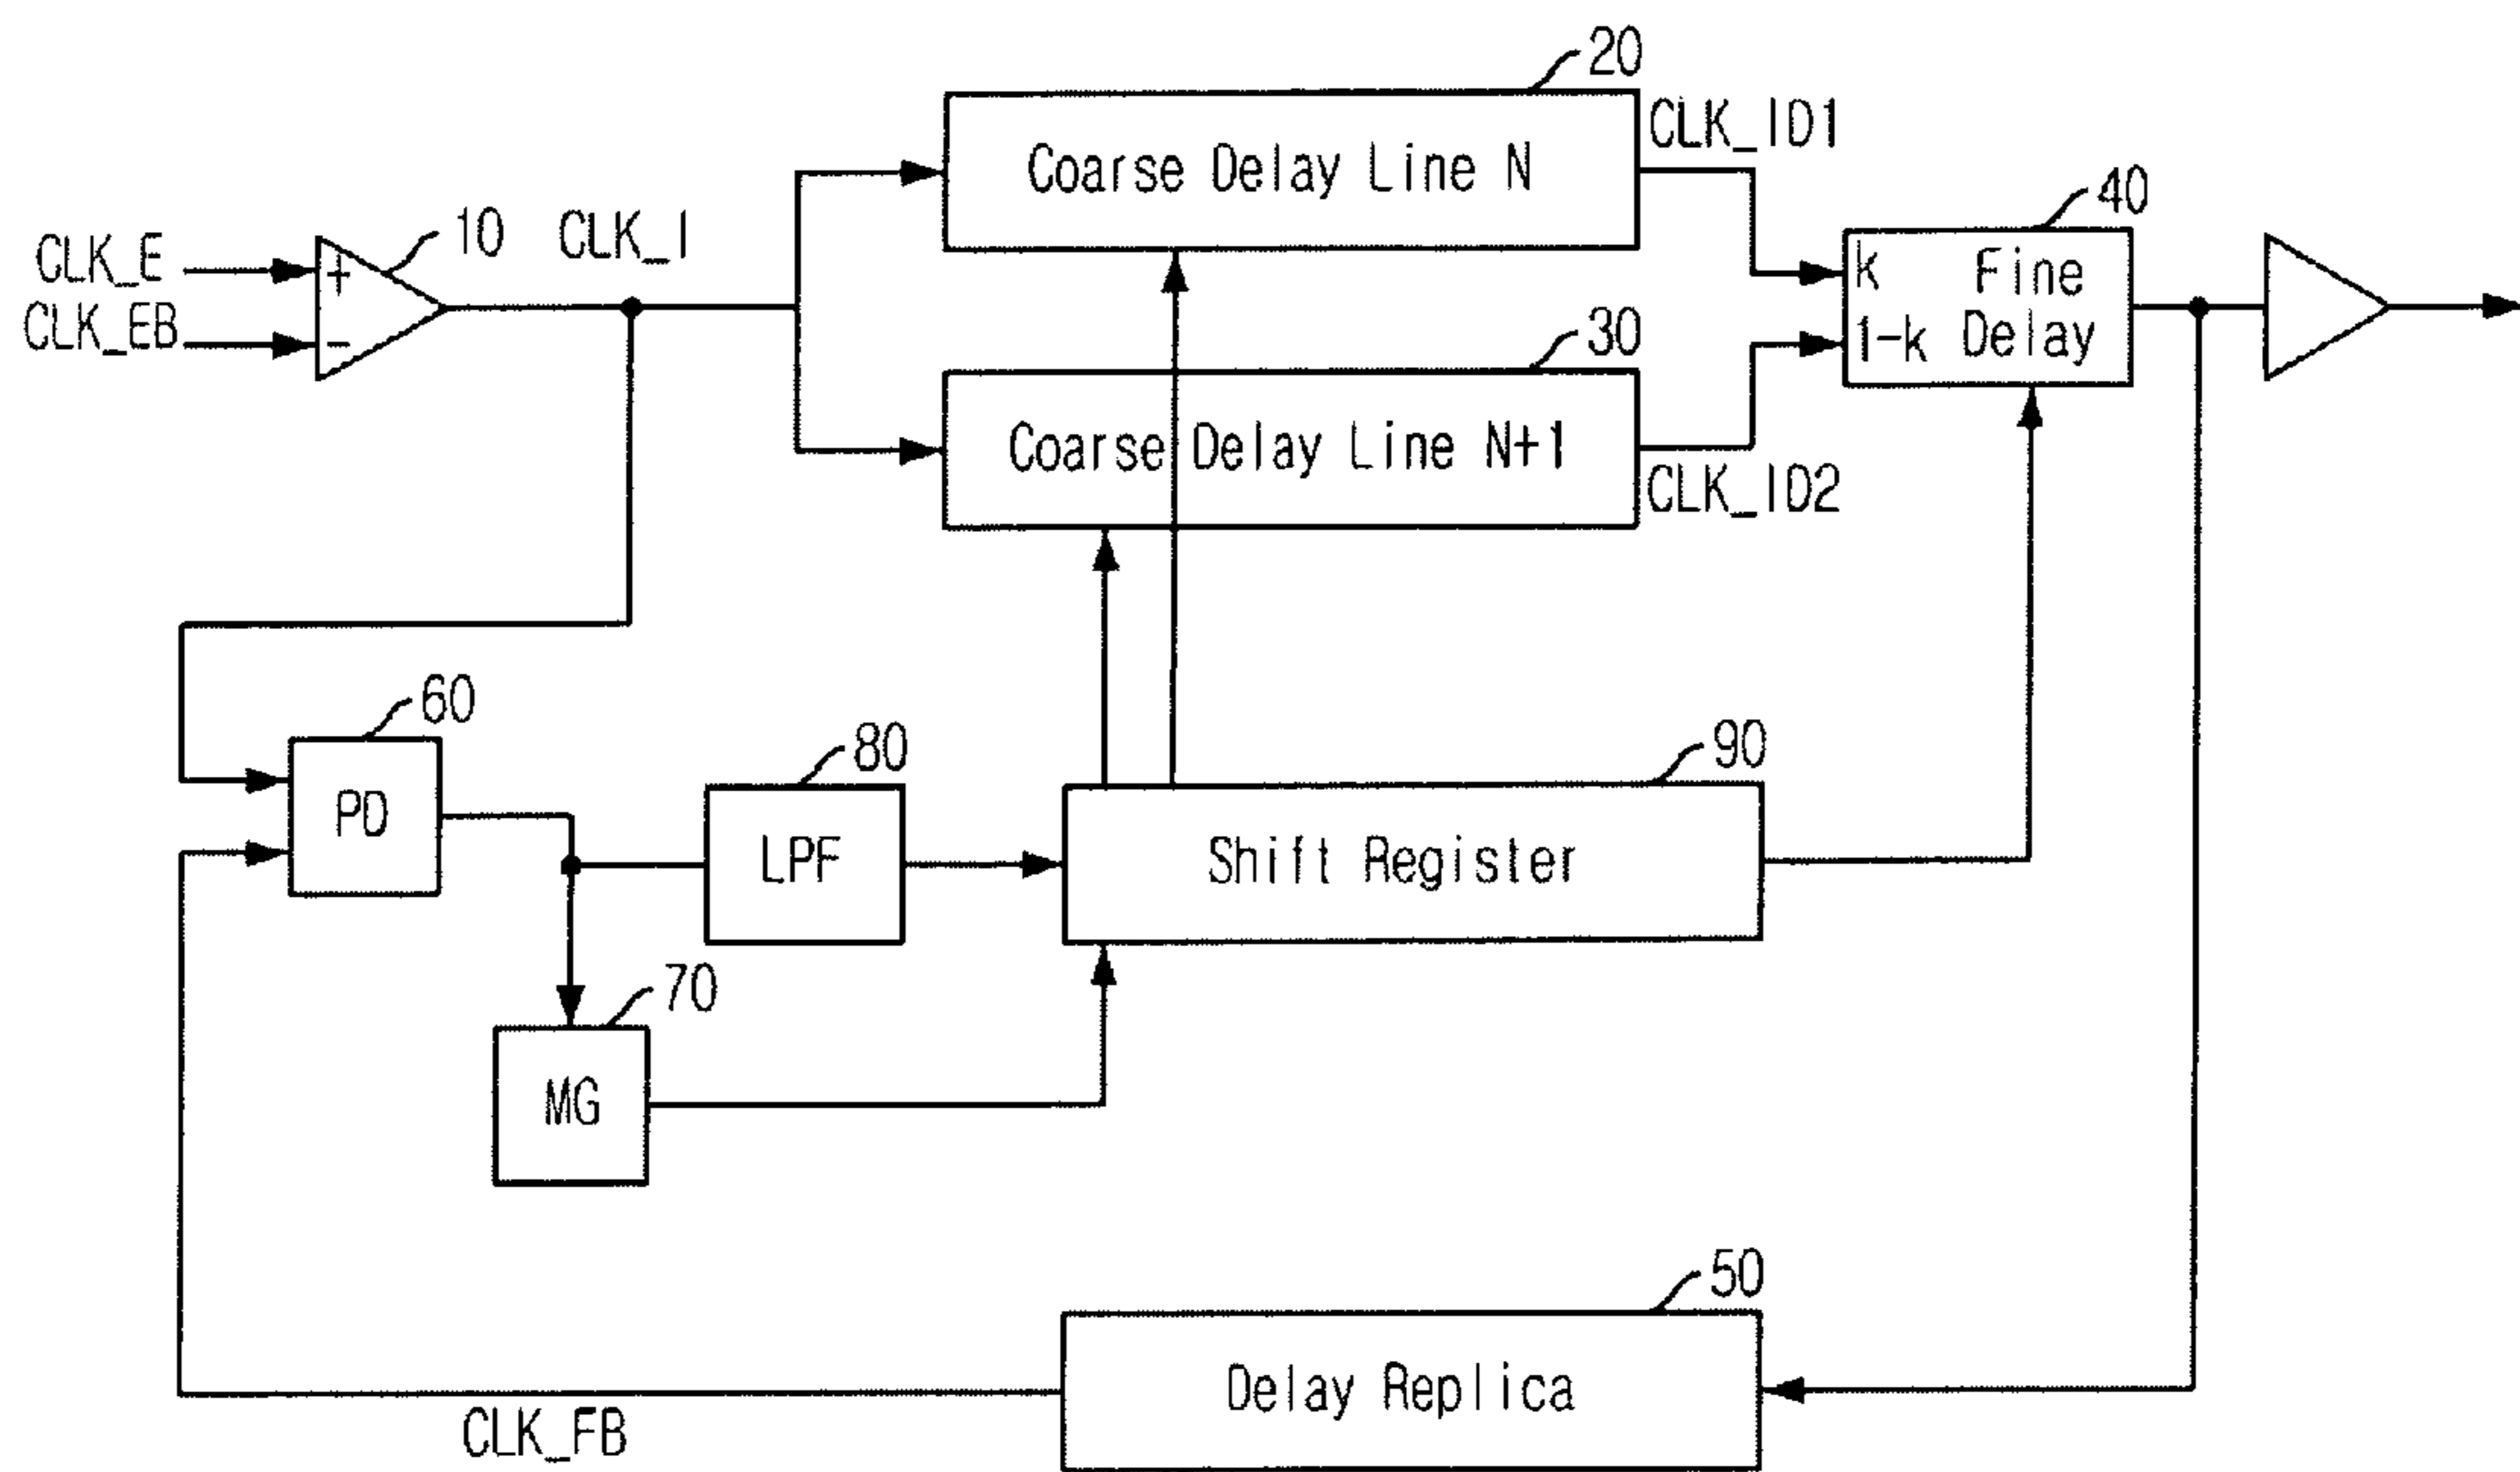 20
CLK_ID1
Coarse Delay Line N
40
10
CLK_I
CLK_E
+
k Fine
CLK_EB
-
1-k Delay
30
Coarse Delay Line N+1
CLK_ID2
60
80
90
PD
LPF
Shift Register
70
MG
50
Delay Replica
CLK_FB